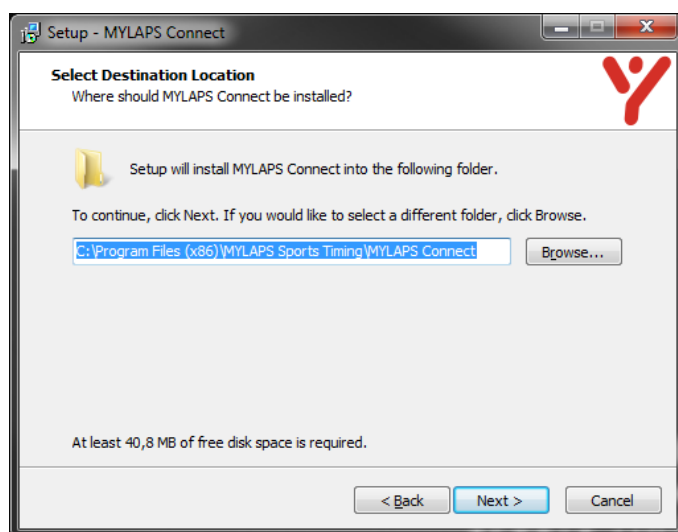 Setup - MYLAPS Connect
Select Destination Location
Where should MYLAPS Connect be installed?
Setup will install MYLAPS Connect into the following folder.
To continue, click Next. If you would like to select a different folder, click Browse.
C:\Program Files (x86)\MYLAPS Sports Timing\MYLAPS Connect
Browse...
At least 40,8 MB of free disk space is required.
< Back
Next >
Cancel